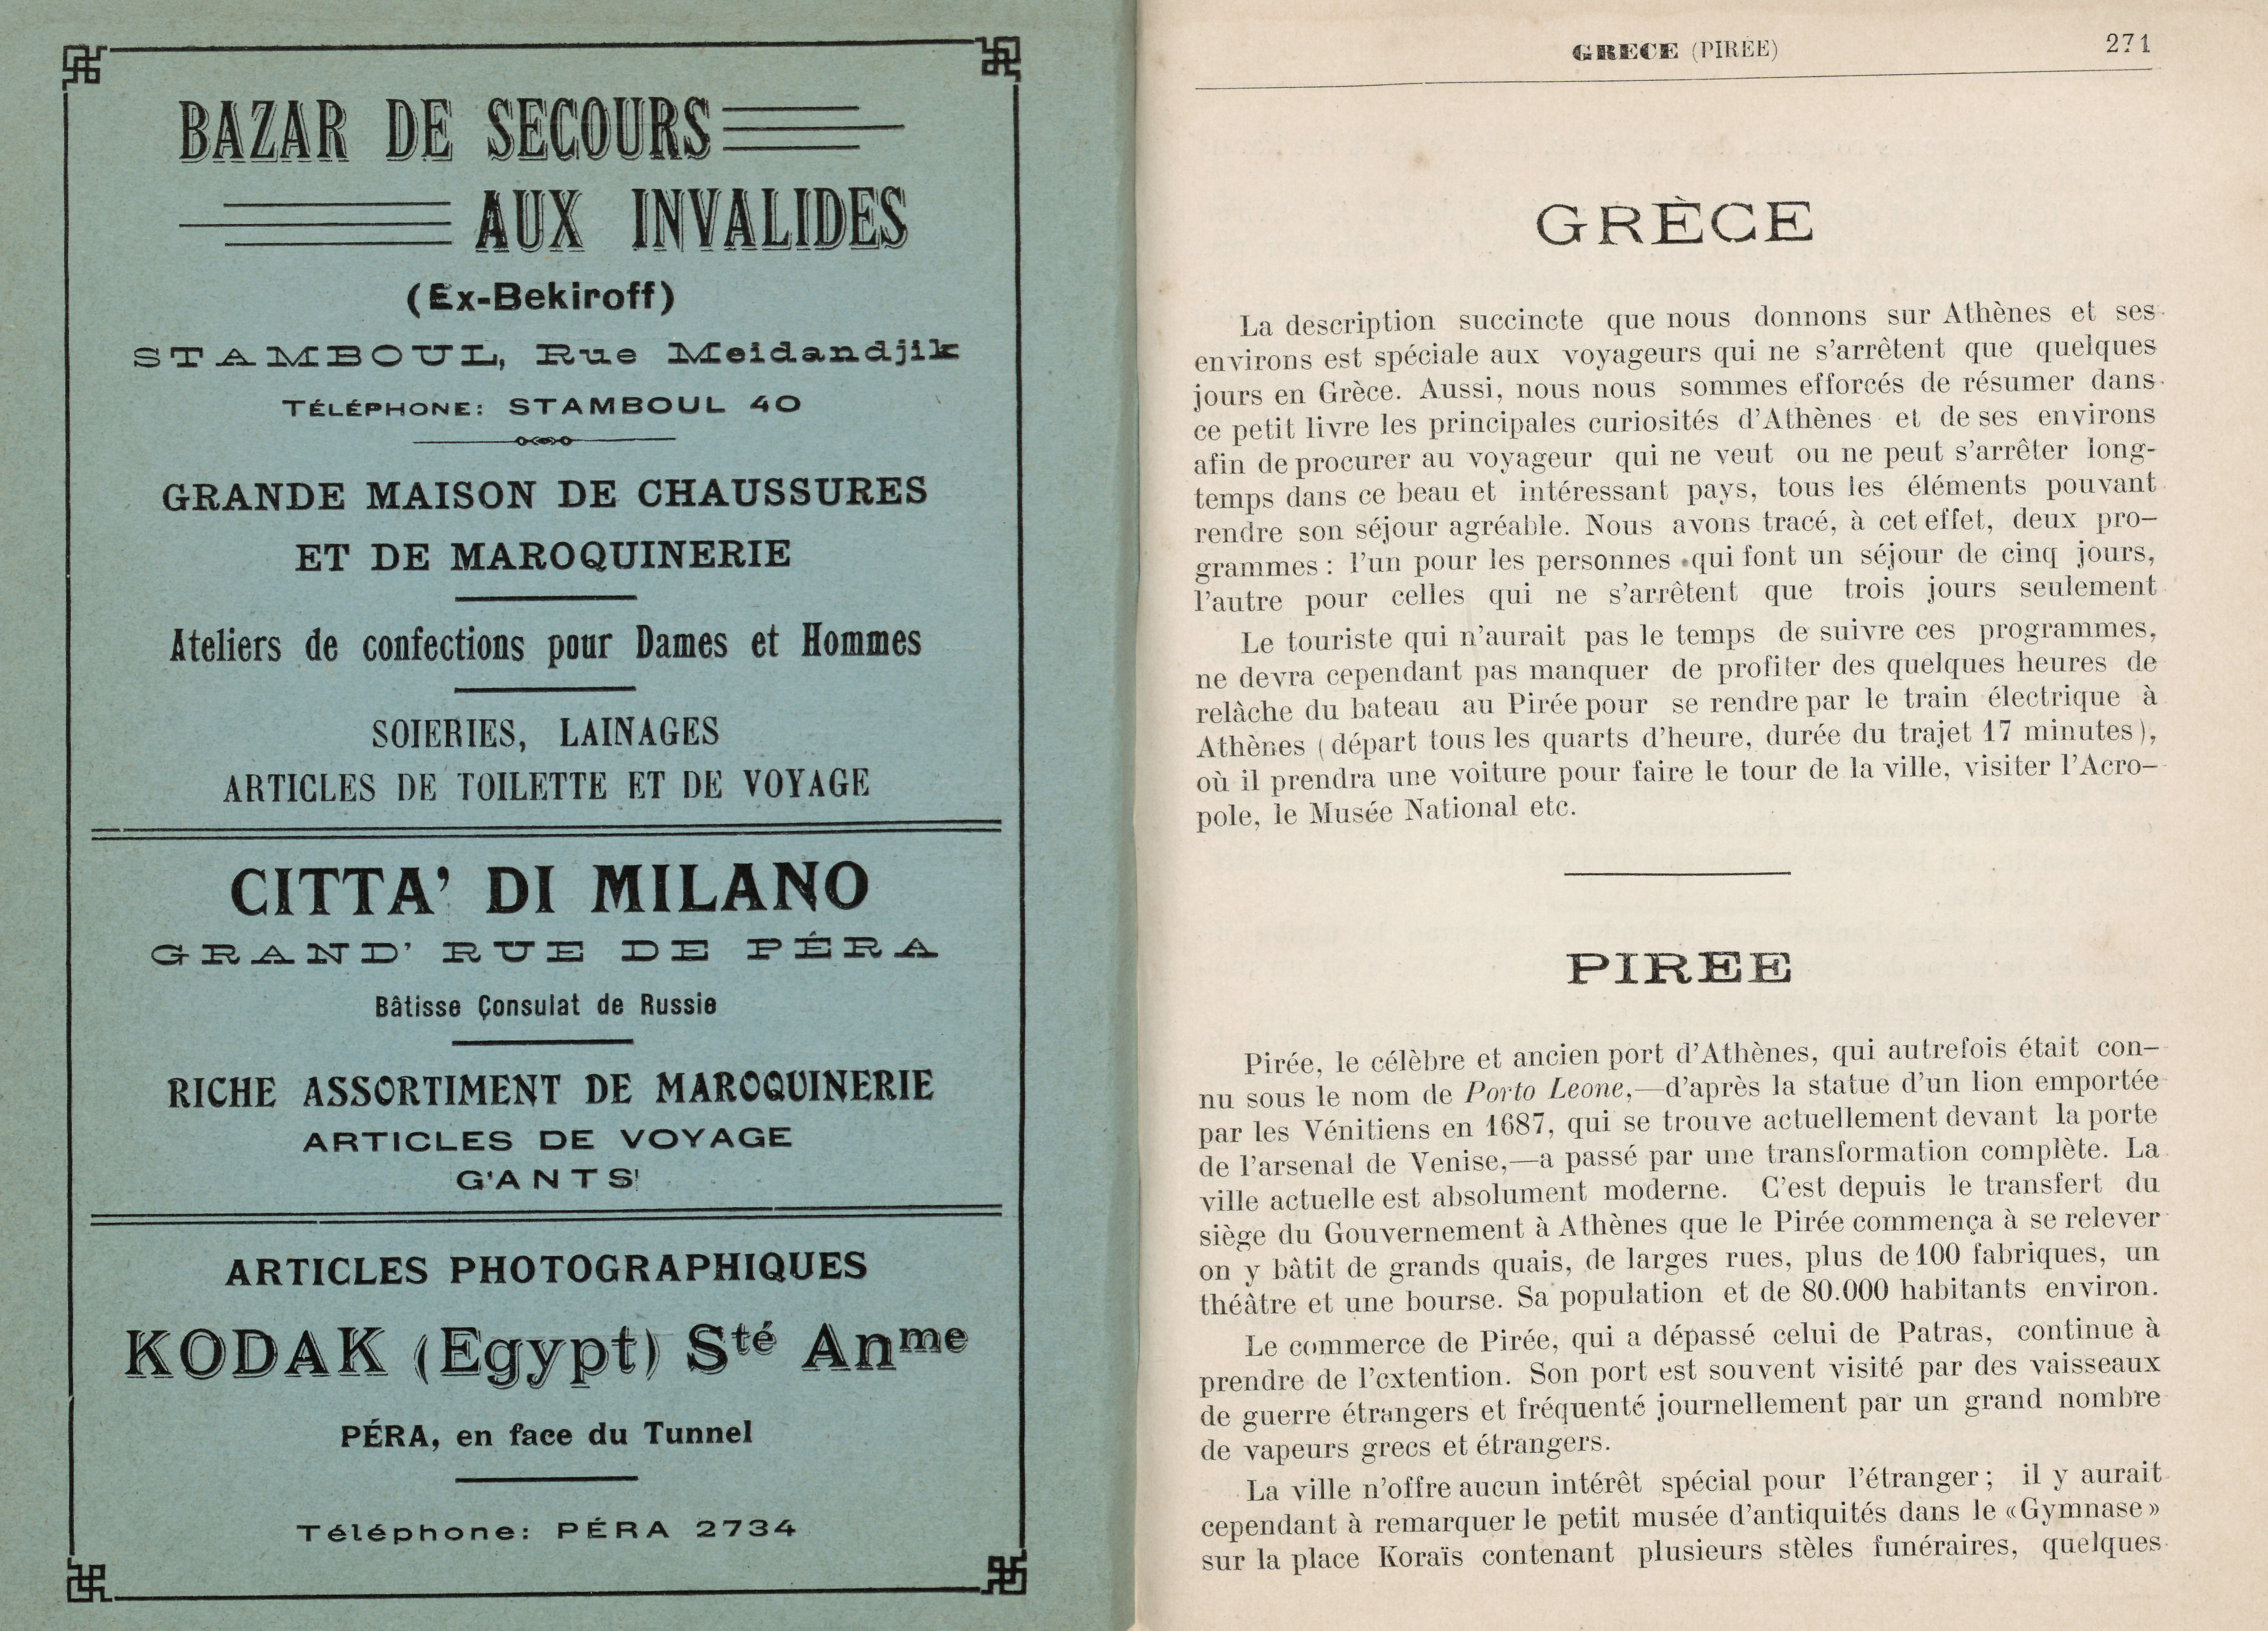 BAZAR DE SECOURS
AUX INVALIDES
(Ex-Bekiroff)
STAMBOUL, Rue Meidandjik
TÉLÉPHONE: STAMBOUL 40
GRANDE MAISON DE CHAUSSURES
ET DE MAROQUINERIE
Ateliers de confections pour Dames et Hommes
SOIERIES, LAINAGES
ARTICLES DE TOILETTE ET DE VOYAGE
CITTA' DI MILANO
GRAND' RUE DE PÉRA
Bâtisse Çonsulat de Russie
RICHE ASSORTIMENT DE MAROQUINERIE
ARTICLES DE VOYAGE
G'ANTS'
ARTICLES PHOTOGRAPHIQUES
KODAK (Egypt) Sté Anme
PÉRA, en face du Tunnel
Téléphone: PÉRA 2734
GRECE (PIREE) 271
GRÈCE
La description succincte que nous donnons sur Athènes et ses
environs est spéciale aux voyageurs qui ne s'arrêtent que quelques
jours en Grèce. Aussi, nous nous sommes efforcés de résumer dans
ce petit livre les principales curiosités d'Athènes et de ses environs
afin de procurer au voyageur qui ne veut ou ne peut s'arrêter long-
temps dans ce beau et intéressant pays, tous les éléments pouvant
rendre son séjour agréable. Nous avons tracé, à cet effet, deux pro-
grammes : l'un pour les personnes qui font un séjour de cinq jours,
l'autre pour celles qui ne s'arrêtent que trois jours seulement
Le touriste qui n'aurait pas le temps de suivre ces programmes,
ne devra cependant pas manquer de profiter des quelques heures de
relâche du bateau au Pirée pour se rendre par le train électrique à
Athènes (départ tous les quarts d'heure, durée du trajet 17 minutes),
où il prendra une voiture pour faire le tour de la ville, visiter l'Acro-
pole, le Musée National etc.
PIREE
Pirée, le célèbre et ancien port d'Athènes, qui autrefois était con-
nu sous le nom de Porto Leone,—d'après la statue d'un lion emportée
par les Vénitiens en 1687, qui se trouve actuellement devant la porte
de l'arsenal de Venise,—a passé par une transformation complète. La
ville actuelle est absolument moderne. C'est depuis le transfert du
siège du Gouvernement à Athènes que le Pirée commença à se relever
on y bâtit de grands quais, de larges rues, plus de 100 fabriques, un
théâtre et une bourse. Sa population et de 80.000 habitants environ.
Le commerce de Pirée, qui a dépassé celui de Patras, continue à
prendre de l'extention. Son port est souvent visité par des vaisseaux
de guerre étrangers et fréquenté journellement par un grand nombre
de vapeurs grecs et étrangers.
La ville n'offre aucun intérêt spécial pour l'étranger ; il y aurait
cependant à remarquer le petit musée d'antiquités dans le «Gymnase»
sur la place Koraïs contenant plusieurs stèles funéraires, quelques